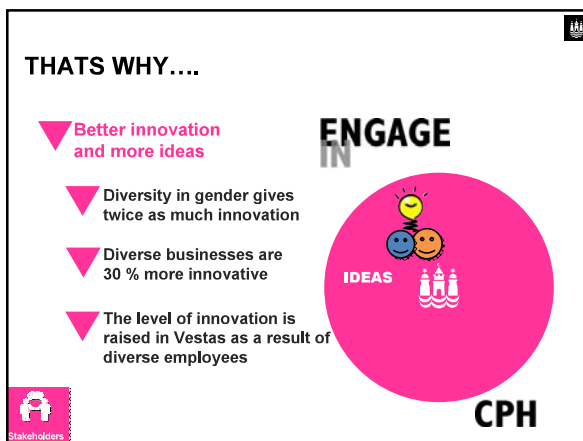 THATS WHY….
Better innovation
and more ideas
Diversity in gender gives
twice as much innovation
Diverse businesses are
30 % more innovative
The level of innovation is
raised in Vestas as a result of
diverse employees
ENGAGE
IN
IDEAS
CPH
Stakeholders